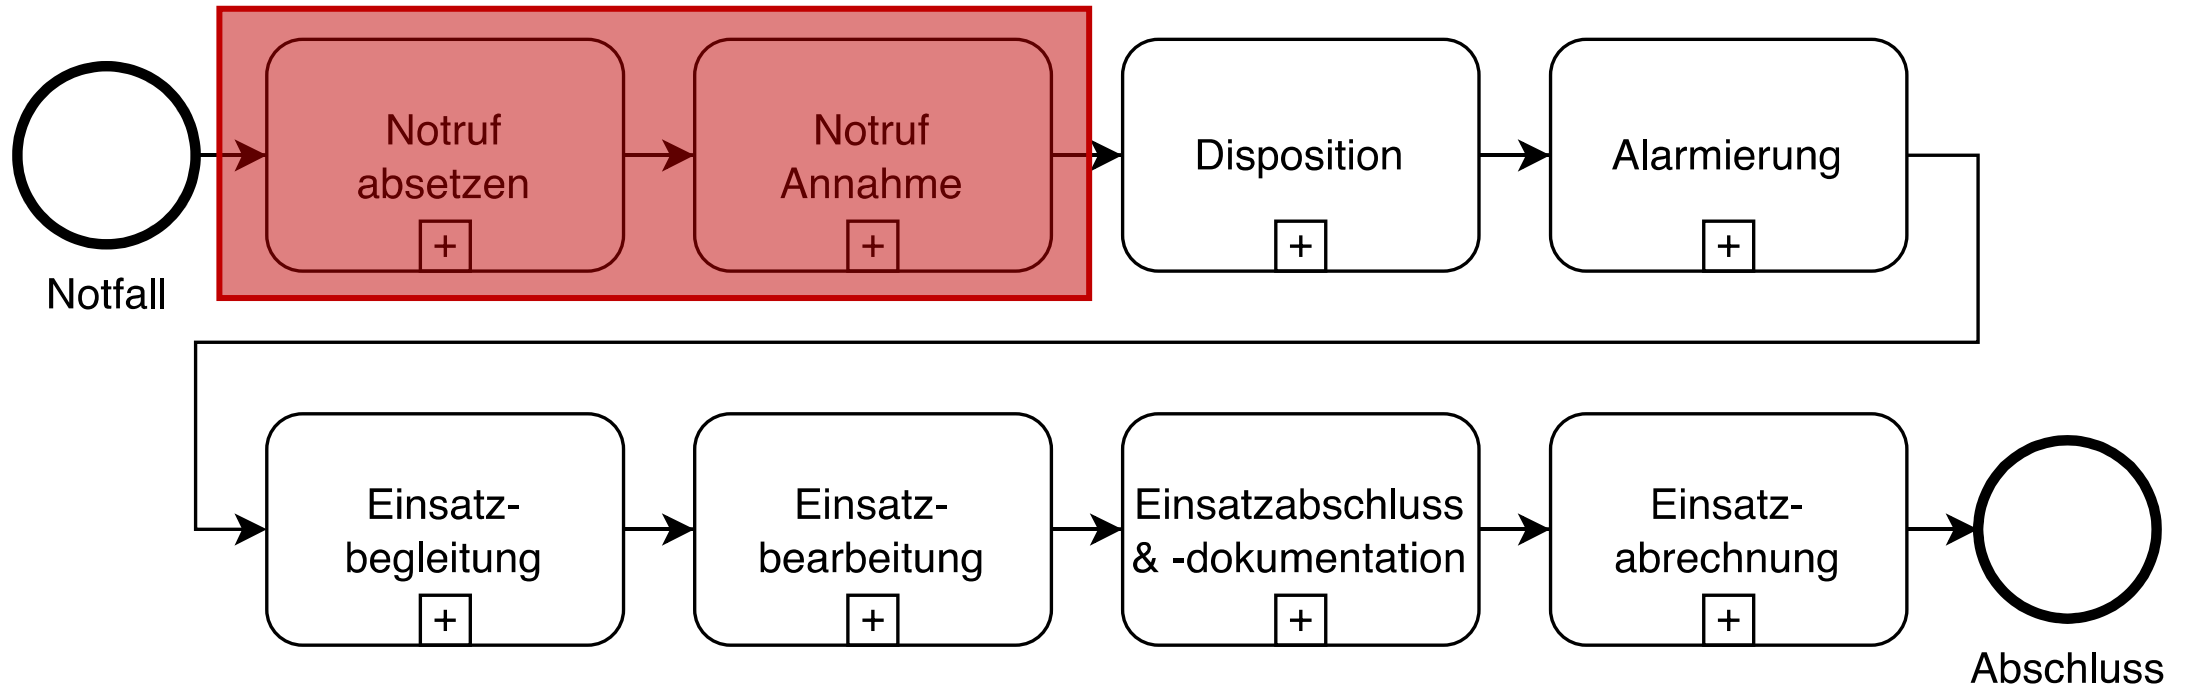 Notruf
absetzen
+
Notruf
Annahme
+
Disposition
+
Alarmierung
+
Notfall
Einsatz-
begleitung
+
Einsatz-
bearbeitung
+
Einsatzabschluss
& -dokumentation
+
Einsatz-
abrechnung
+
Abschluss